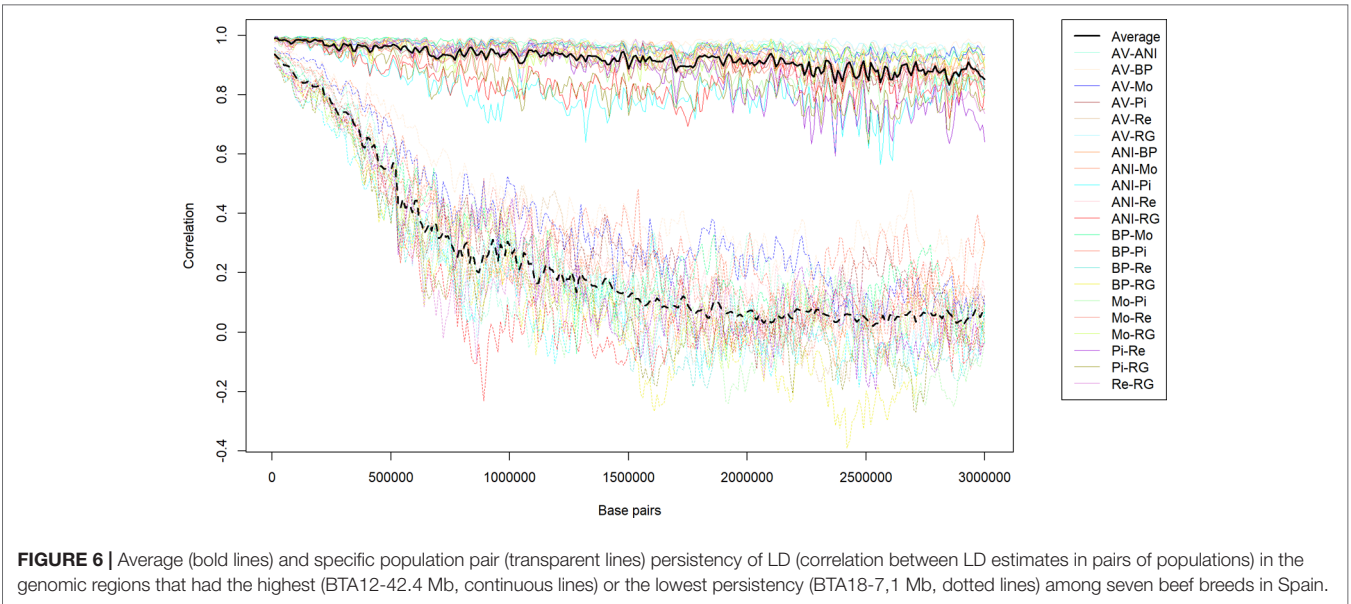 1.0
0.8
0.6
0.4
0.2
0.0
-0.2
-0.4
Correlation
0
500000
1000000
1500000
2000000
2500000
3000000
Base pairs
Average
AV-ANI
AV-BP
AV-Mo
AV-Pi
AV-Re
AV-RG
ANI-BP
ANI-Mo
ANI-Pi
ANI-Re
ANI-RG
BP-Mo
BP-Pi
BP-Re
BP-RG
Mo-Pi
Mo-Re
Mo-RG
Pi-Re
Pi-RG
Re-RG
FIGURE 6 | Average (bold lines) and specific population pair (transparent lines) persistency of LD (correlation between LD estimates in pairs of populations) in the
genomic regions that had the highest (BTA12-42.4 Mb, continuous lines) or the lowest persistency (BTA18-7,1 Mb, dotted lines) among seven beef breeds in Spain.